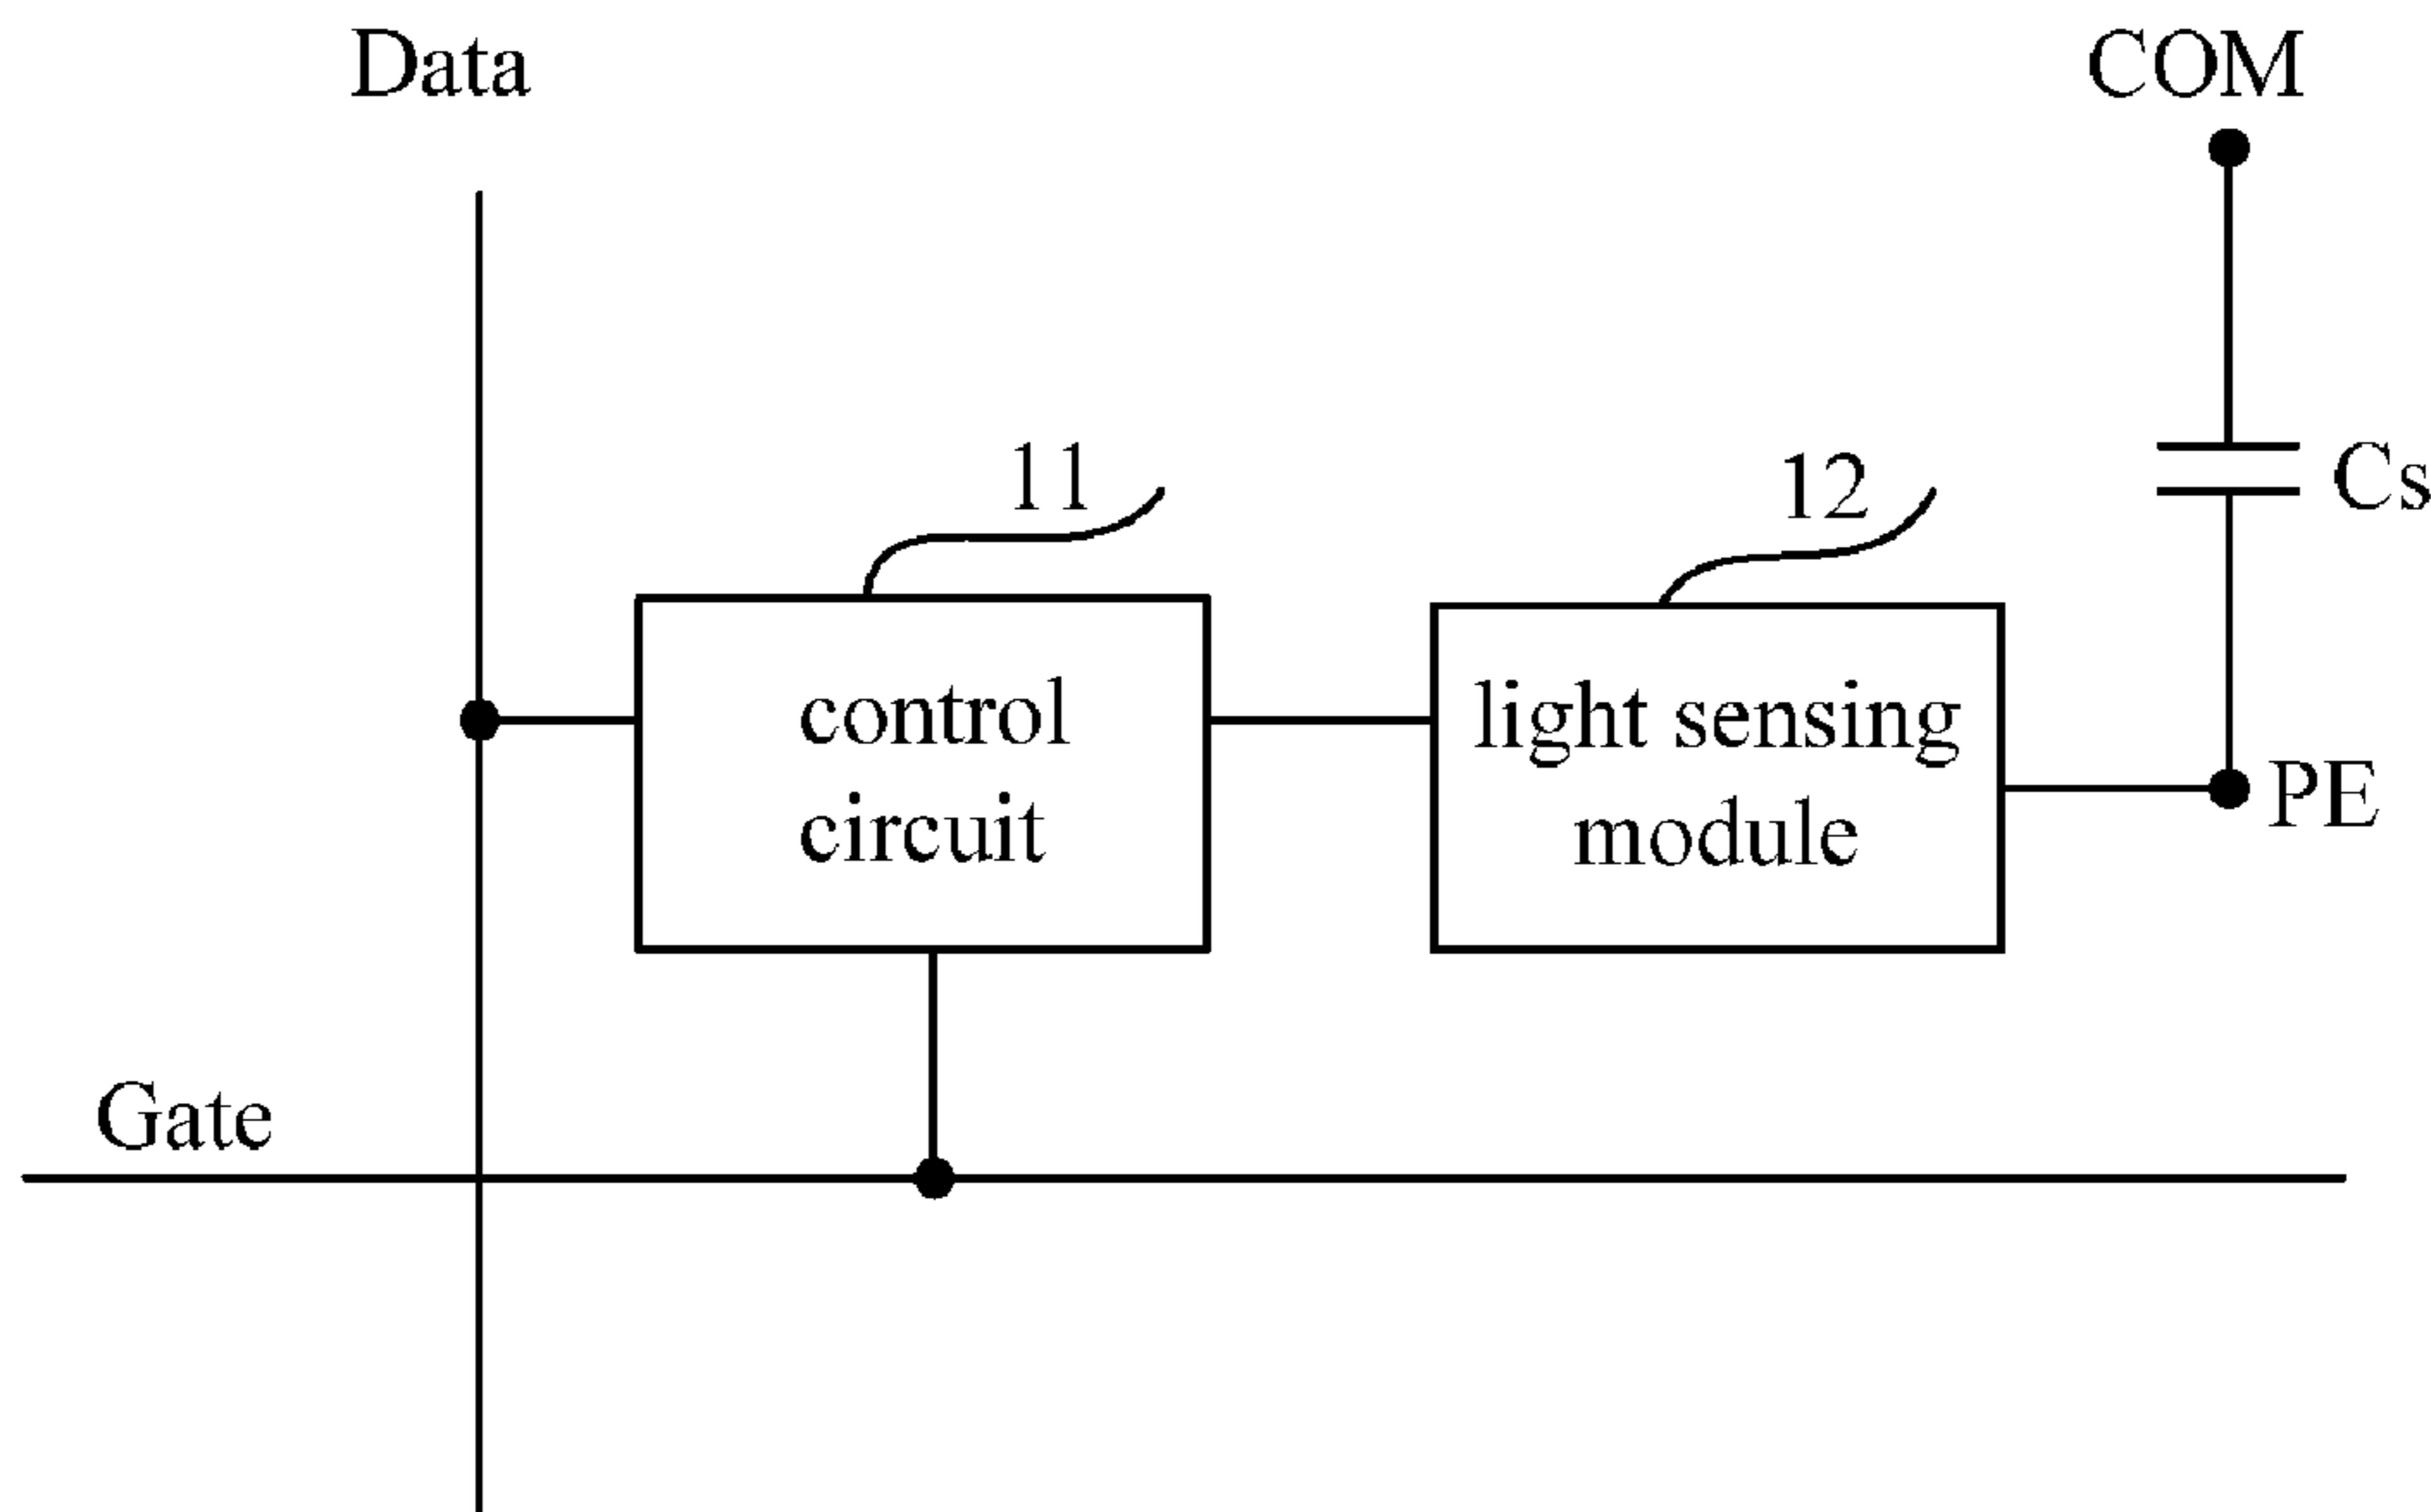 Data
COM
11
12
Cs
control
circuit
light sensing
module
PE
Gate